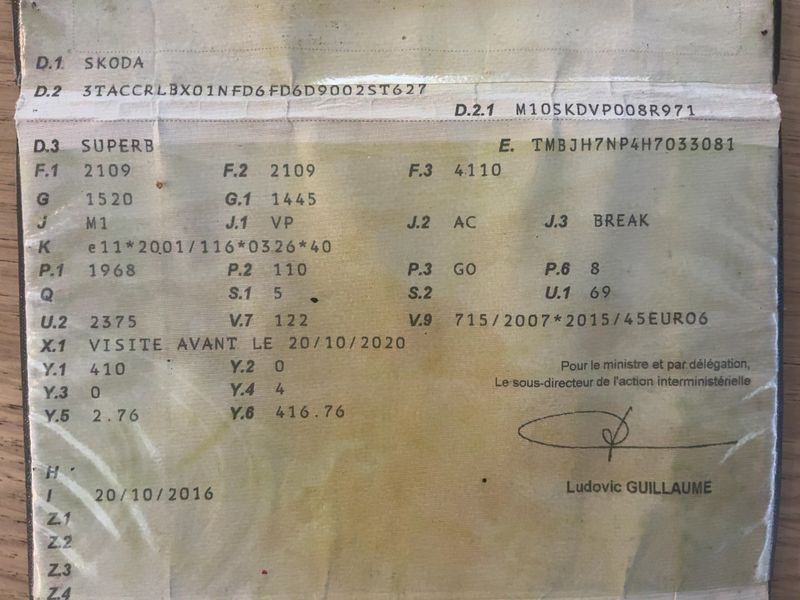 D.1 SKODA
D.2 3TACCRLBX01NFD6FD6D9002ST627
D.2.1 M10SKDVP008R971
D.3 SUPERB E. TMBJH7NP4H7033081
F.1 2109 F.2 2109 F.3 4110
G 1520 G.1 1445
J M1 J.1 VP J.2 AC J.3 BREAK
K e11*2001/116*0326*40
P.1 1968 P.2 110 P.3 GO P.6 8
Q S.1 5 S.2 U.1 69
U.2 2375 V.7 122 V.9 715/2007*2015/45EURO6
X.1 VISITE AVANT LE 20/10/2020
Y.1 410 Y.2 0
Y.3 0 Y.4 4
Y.5 2.76 Y.6 416.76
Pour le ministre et par délégation,
Le sous-directeur de l'action interministérielle
Ludovic GUILLAUME
H
I 20/10/2016
Z.1
Z.2
Z.3
Z.4